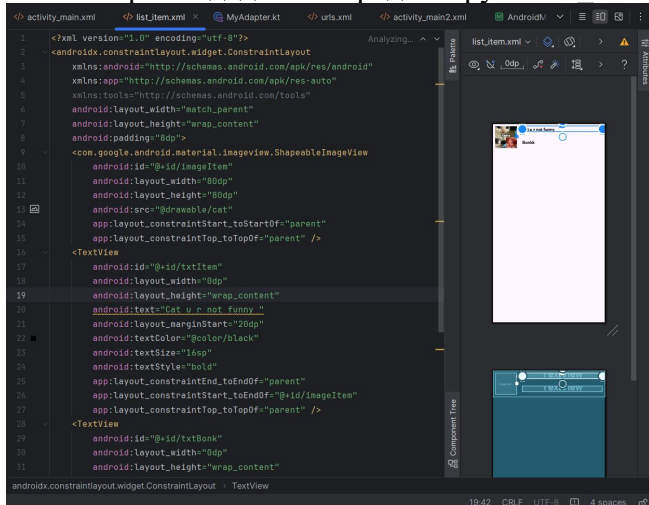 activity_main.xml
list_item.xml
MyAdapter.kt
urls.xml
activity_main2.xml
AndroidM
1 <?xml version="1.0" encoding="utf-8"?>
Analyzing...
2 <androidx.constraintlayout.widget.ConstraintLayout
3 xmlns:android="http://schemas.android.com/apk/res/android"
4 xmlns:app="http://schemas.android.com/apk/res-auto"
5 xmlns:tools="http://schemas.android.com/tools"
6 android:layout_width="match_parent"
7 android:layout_height="wrap_content"
8 android:padding="8dp">
9 <com.google.android.material.imageview.ShapeableImageView
10 android:id="@+id/imageItem"
11 android:layout_width="80dp"
12 android:layout_height="80dp"
13 android:src="@drawable/cat"
14 app:layout_constraintStart_toStartOf="parent"
15 app:layout_constraintTop_toTopOf="parent" />
16 <TextView
17 android:id="@+id/txtItem"
18 android:layout_width="0dp"
19 android:layout_height="wrap_content"
20 android:text="Cat u r not funny "
21 android:layout_marginStart="20dp"
22 android:textColor="@color/black"
23 android:textSize="16sp"
24 android:textStyle="bold"
25 app:layout_constraintEnd_toEndOf="parent"
26 app:layout_constraintStart_toEndOf="@+id/imageItem"
27 app:layout_constraintTop_toTopOf="parent" />
28 <TextView
29 android:id="@+id/txtBonk"
30 android:layout_width="0dp"
31 android:layout_height="wrap_content"
Palette
Component Tree
list_item.xml
0dp
?
Attributes
t u r not funny
Bonkk
TextView
TextView
androidx.constraintlayout.widget.ConstraintLayout > TextView
19:42 CRLF UTF-8 4 spaces